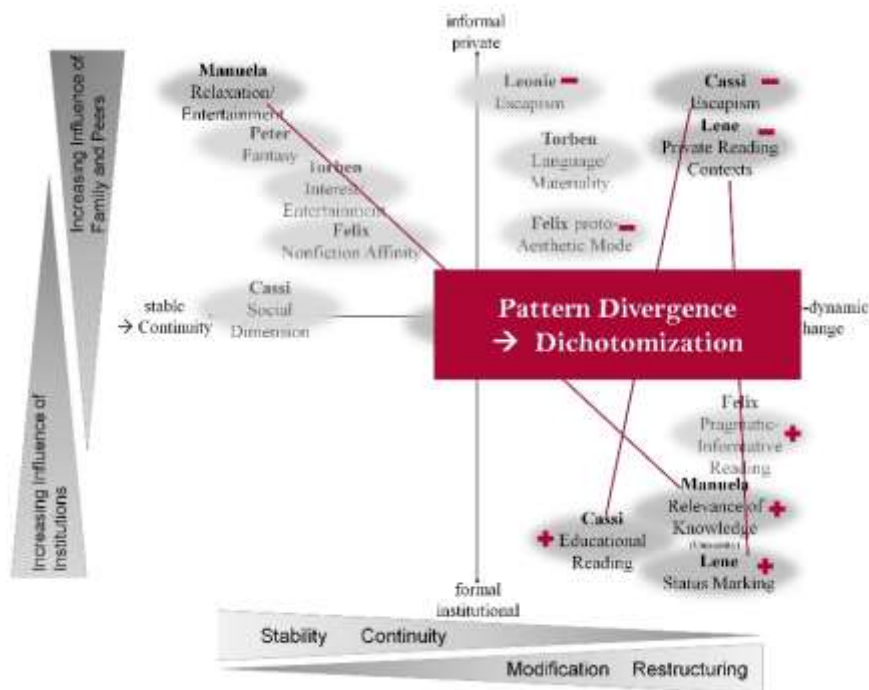 informal
private
Manuela
Relaxation/
Entertainment
Peter
Fantasy
Torben
Interest/
Entertainment
Felix
Nonfiction Affinity
Leonie
Escapism
Torben
Language/
Materiality
Felix proto-
Aesthetic Mode
Cassi
Escapism
Lene
Private Reading
Contexts
Increasing Influence of
Family and Peers
Increasing Influence of
Institutions
stable
→ Continuity
Cassi
Social
Dimension
Pattern Divergence
→ Dichotomization
-dynamic
hange
Felix
Pragmatic-
Informative
Reading
Manuela
Relevance of
Knowledge
Cassi
Educational
Reading
Lene
Status Marking
formal
institutional
Stability Continuity
Modification Restructuring